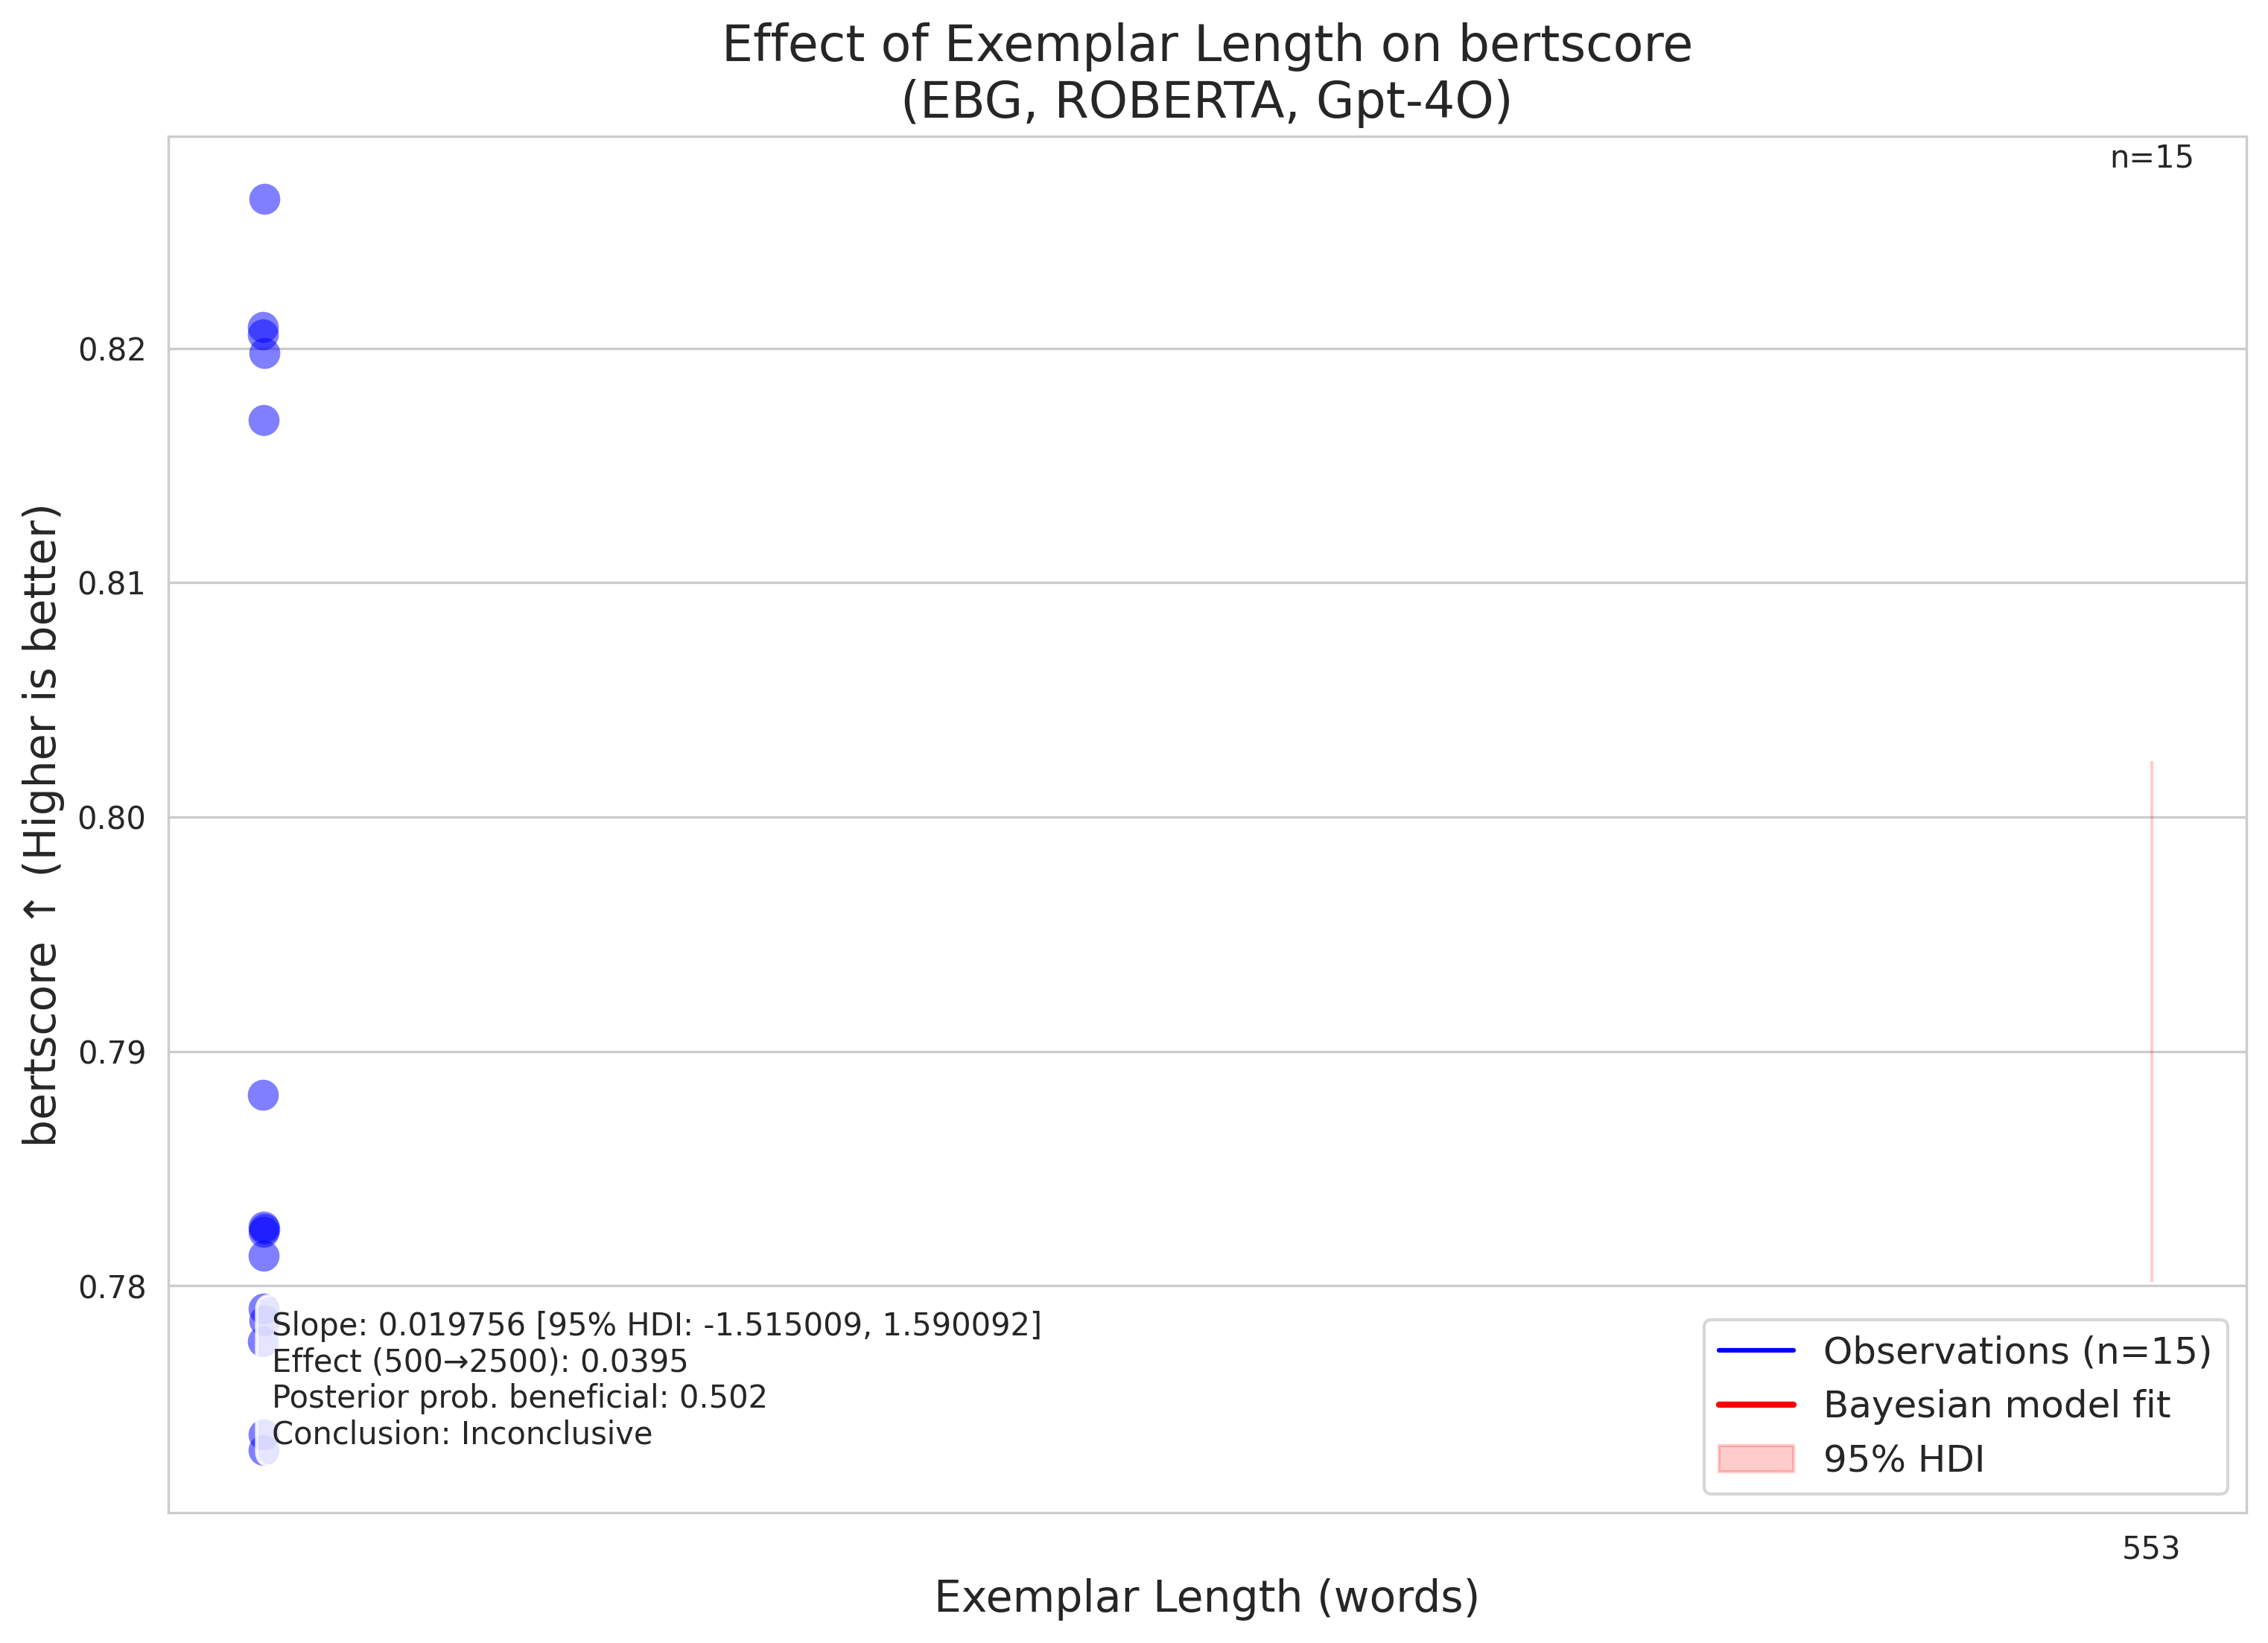 Effect of Exemplar Length on bertscore
(EBG, ROBERTA, Gpt-4O)
n=15
bertscore ↑ (Higher is better)
0.82
0.81
0.80
0.79
0.78
Slope: 0.019756 [95% HDI: -1.515009, 1.590092]
Effect (500→2500): 0.0395
Posterior prob. beneficial: 0.502
Conclusion: Inconclusive
Observations (n=15)
Bayesian model fit
95% HDI
553
Exemplar Length (words)